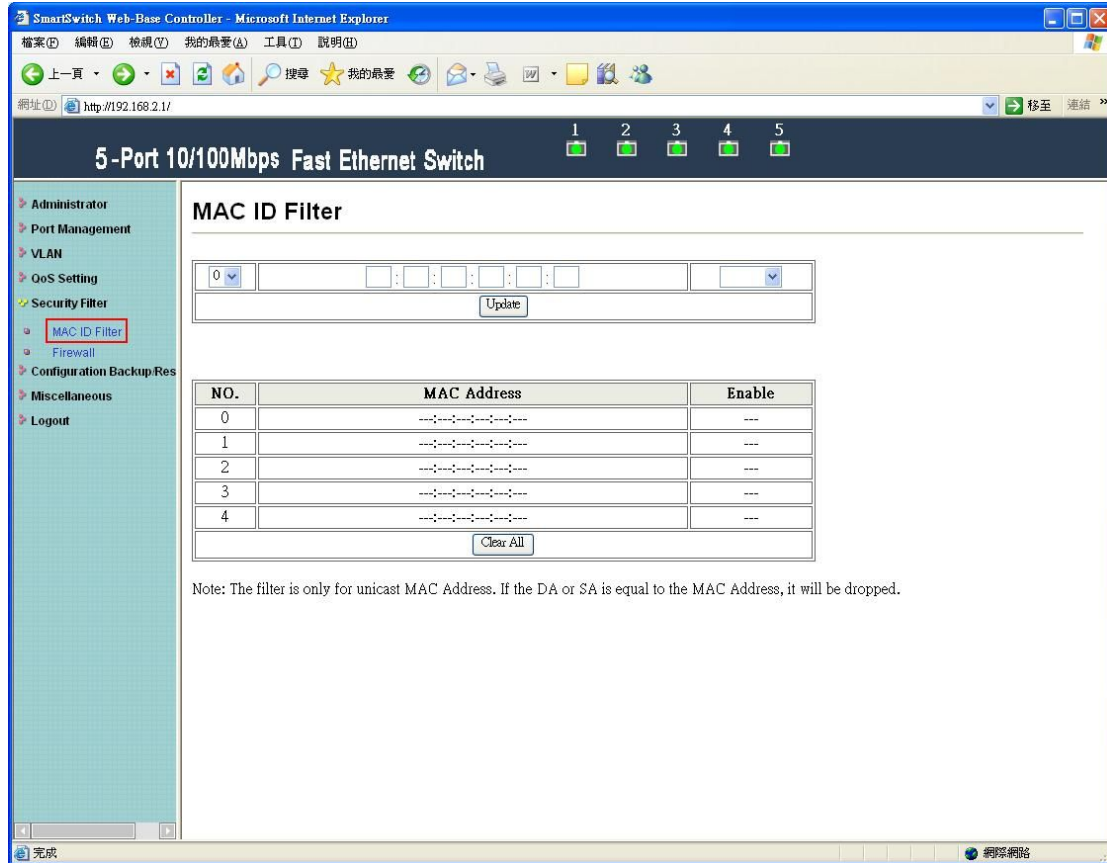 SmartSwitch Web-Base Controller - Microsoft Internet Explorer
檔案(F) 編輯(E) 檢視(V) 我的最愛(A) 工具(T) 說明(H)
上一頁 搜尋 我的最愛
網址(D) http://192.168.2.1/ 移至 連結 »
1 2 3 4 5
5-Port 10/100Mbps Fast Ethernet Switch
Administrator
Port Management
VLAN
QoS Setting
Security Filter
MAC ID Filter
Firewall
Configuration Backup/Res
Miscellaneous
Logout
MAC ID Filter
0 : : : : :
Update
NO. MAC Address Enable
0 ---:---:---:---:---:--- ---
1 ---:---:---:---:---:--- ---
2 ---:---:---:---:---:--- ---
3 ---:---:---:---:---:--- ---
4 ---:---:---:---:---:--- ---
Clear All
Note: The filter is only for unicast MAC Address. If the DA or SA is equal to the MAC Address, it will be dropped.
完成 網際網路